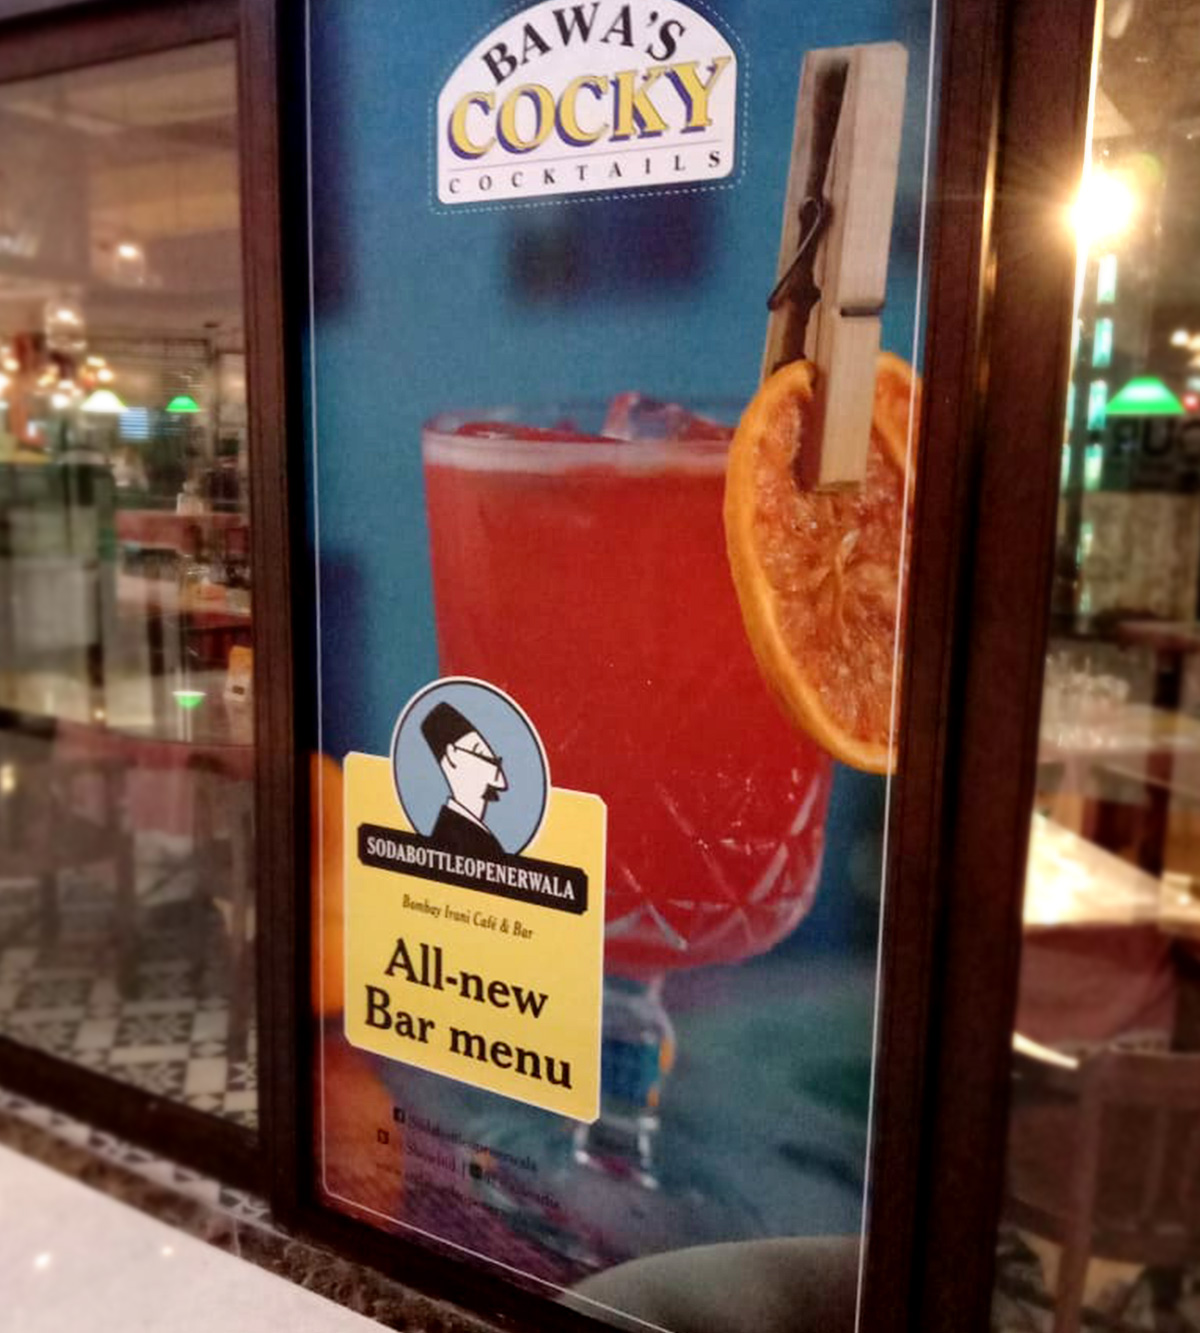 BAWA'S
COCKY
COCKTAILS
SODABOTTLEOPENERWALA
Bombay Irani Café & Bar
All-new
Bar menu